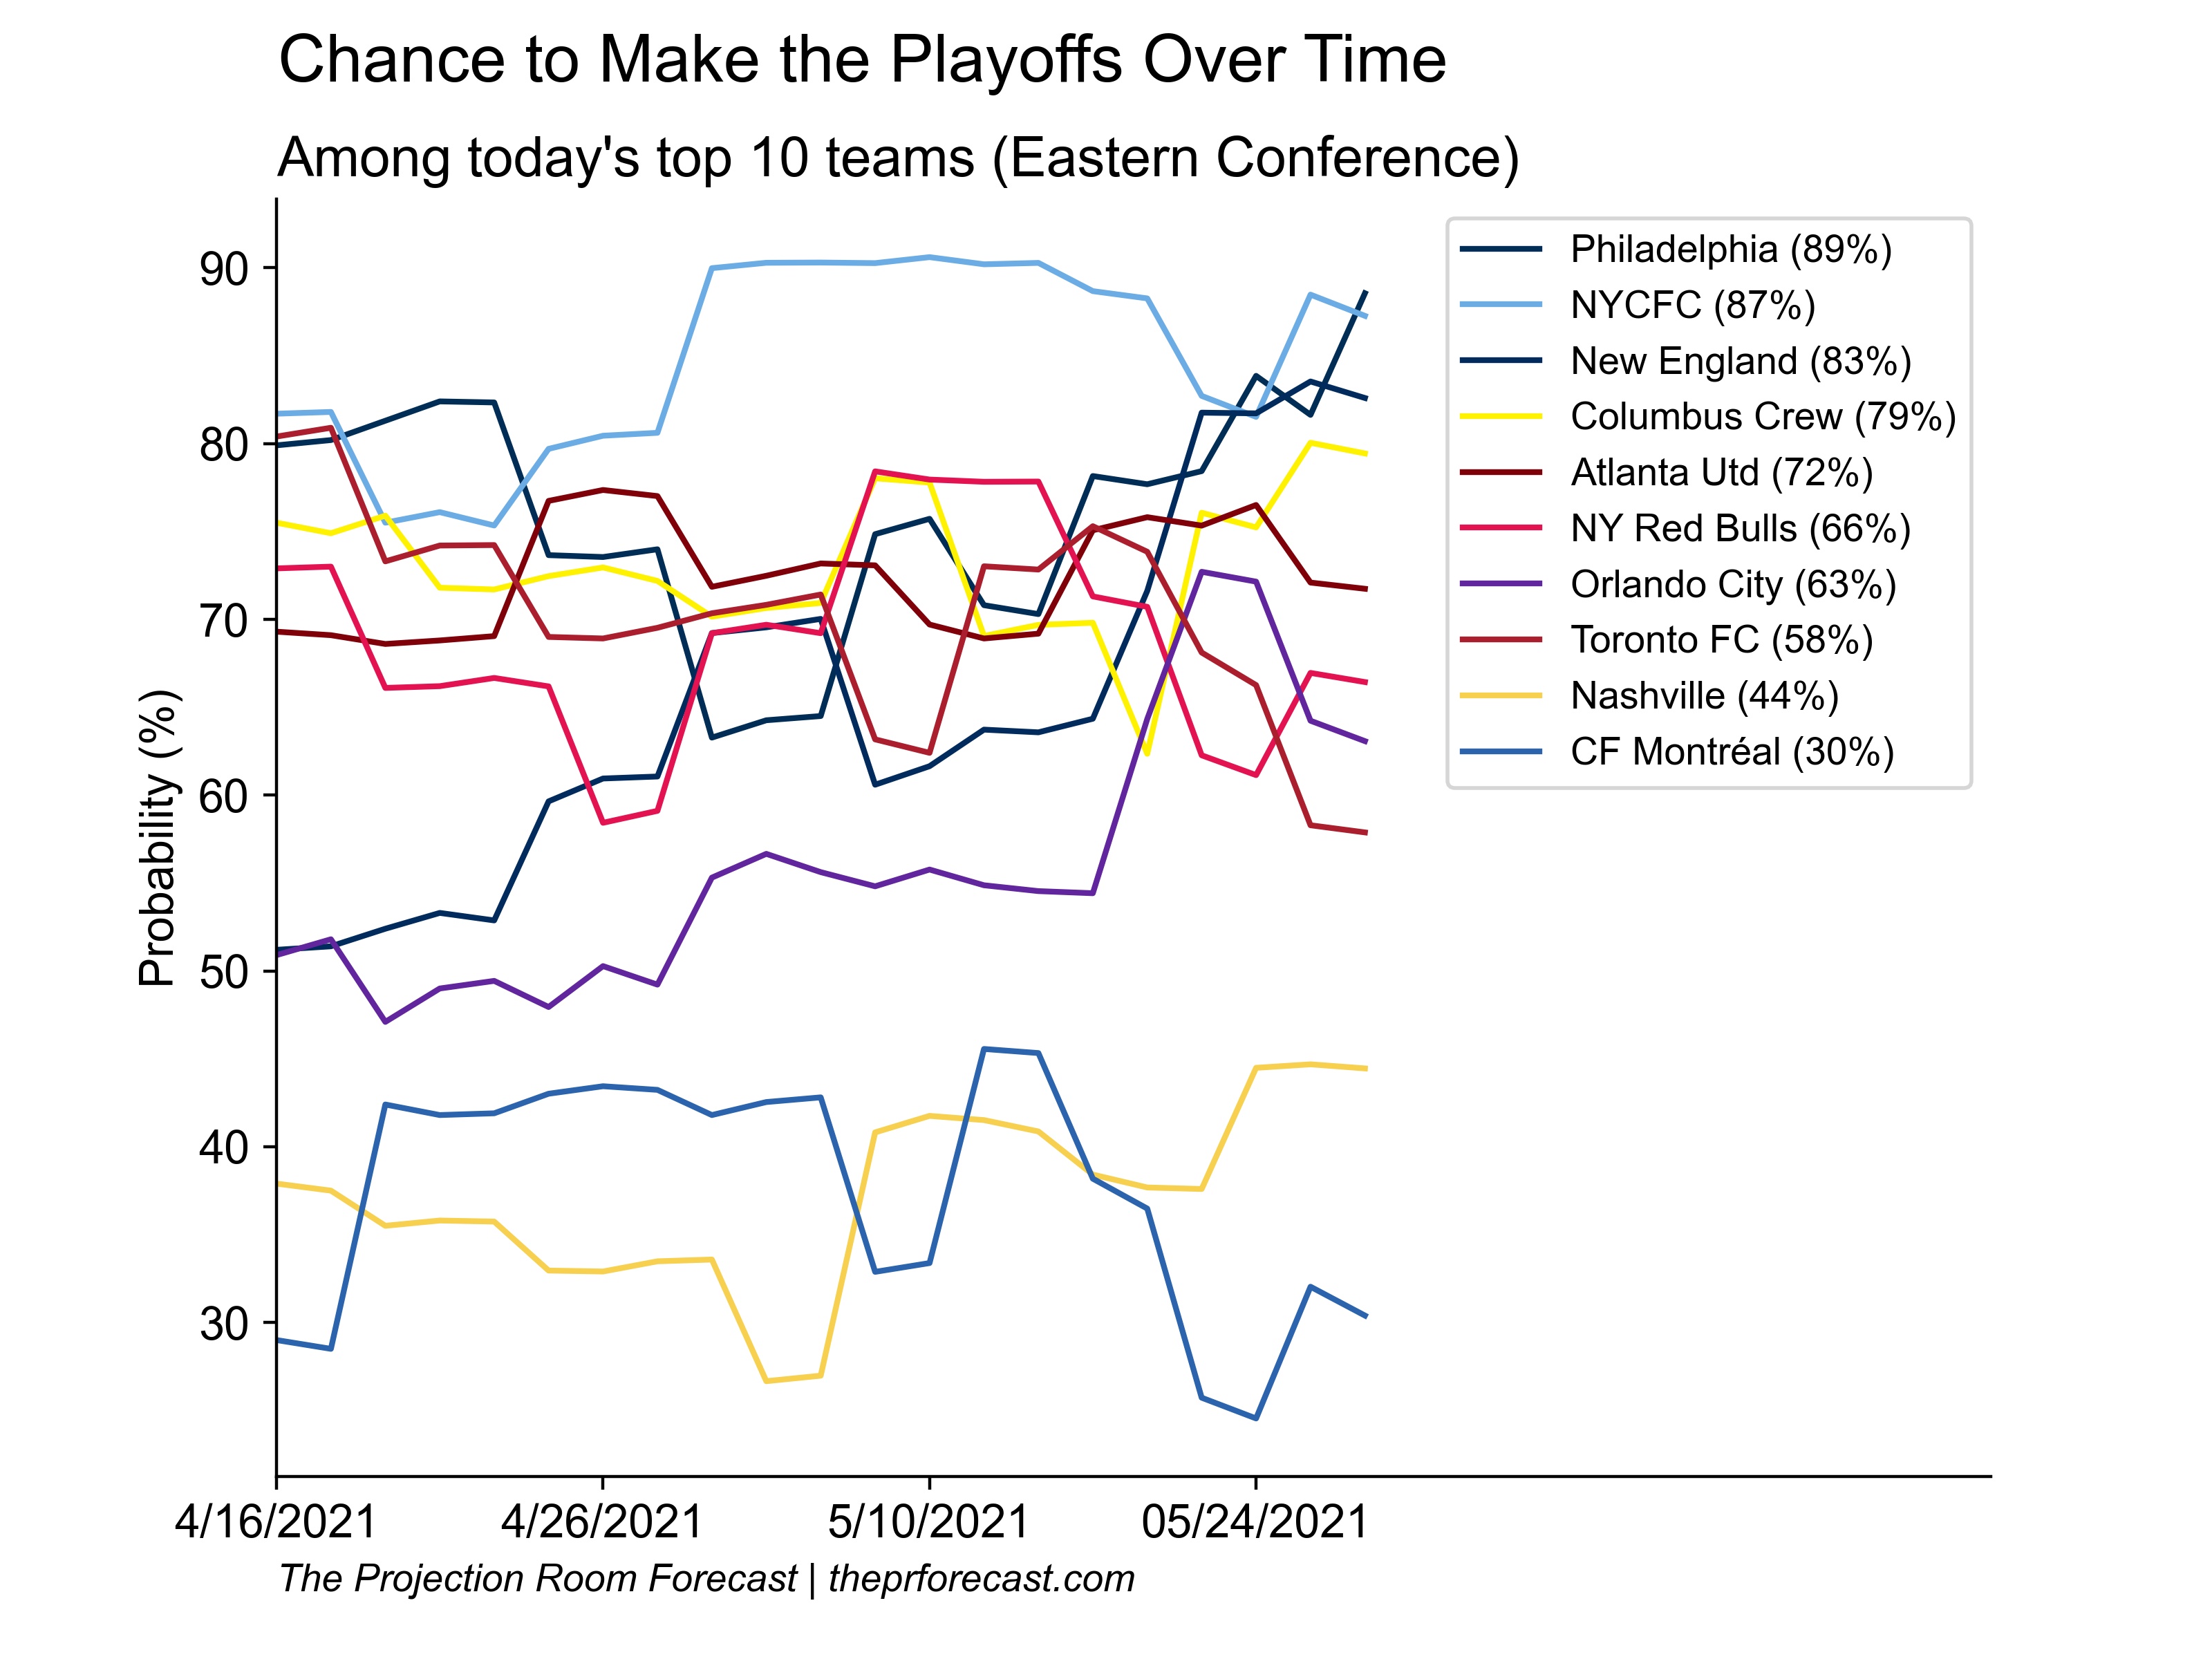 Chance to Make the Playoffs Over Time
Among today's top 10 teams (Eastern Conference)
Probability (%)
90
80
70
60
50
40
30
4/16/2021
4/26/2021
5/10/2021
05/24/2021
Philadelphia (89%)
NYCFC (87%)
New England (83%)
Columbus Crew (79%)
Atlanta Utd (72%)
NY Red Bulls (66%)
Orlando City (63%)
Toronto FC (58%)
Nashville (44%)
CF Montréal (30%)
The Projection Room Forecast | theprforecast.com